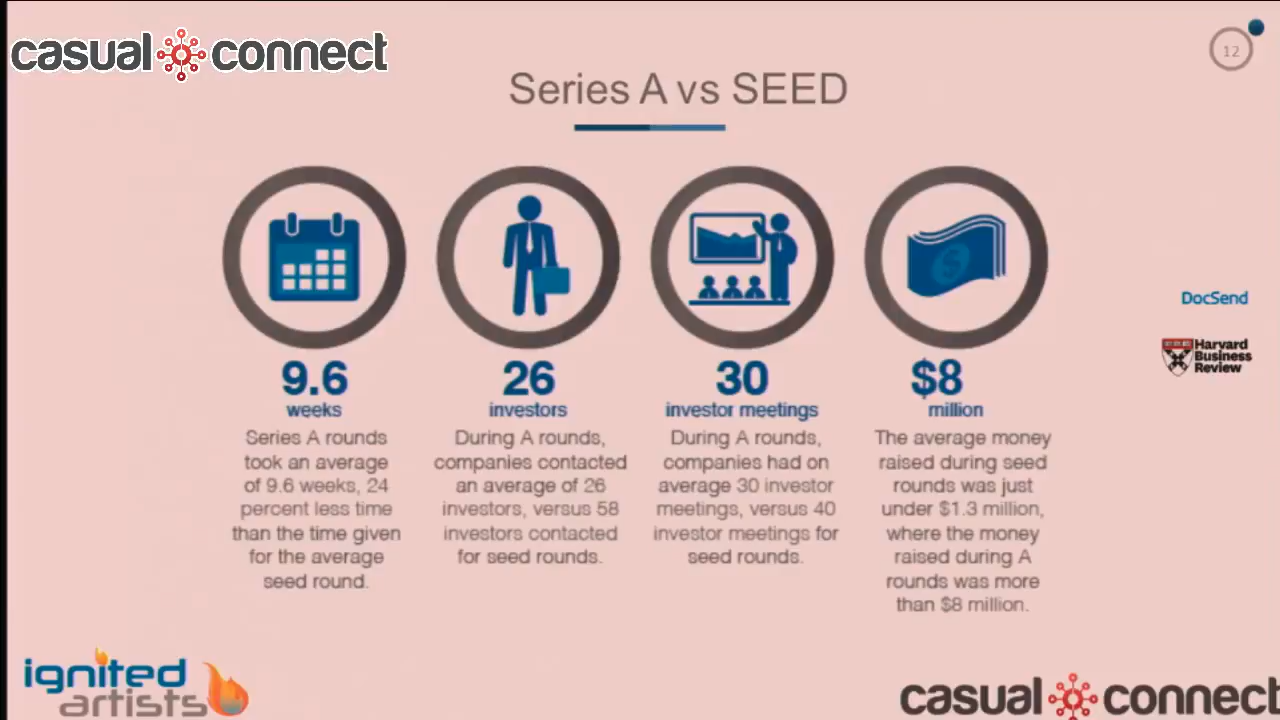 casual connect
12
Series A vs SEED
9.6
weeks
Series A rounds
took an average
of 9.6 weeks, 24
percent less time
than the time given
for the average
seed round.
26
investors
During A rounds,
companies contacted
an average of 26
investors, versus 58
investors contacted
for seed rounds.
30
investor meetings
During A rounds,
companies had on
average 30 investor
meetings, versus 40
investor meetings for
seed rounds.
$8
million
The average money
raised during seed
rounds was just
under $1.3 million,
where the money
raised during A
rounds was more
than $8 million.
DocSend
Harvard
Business
Review
ignited
artists
casual connect